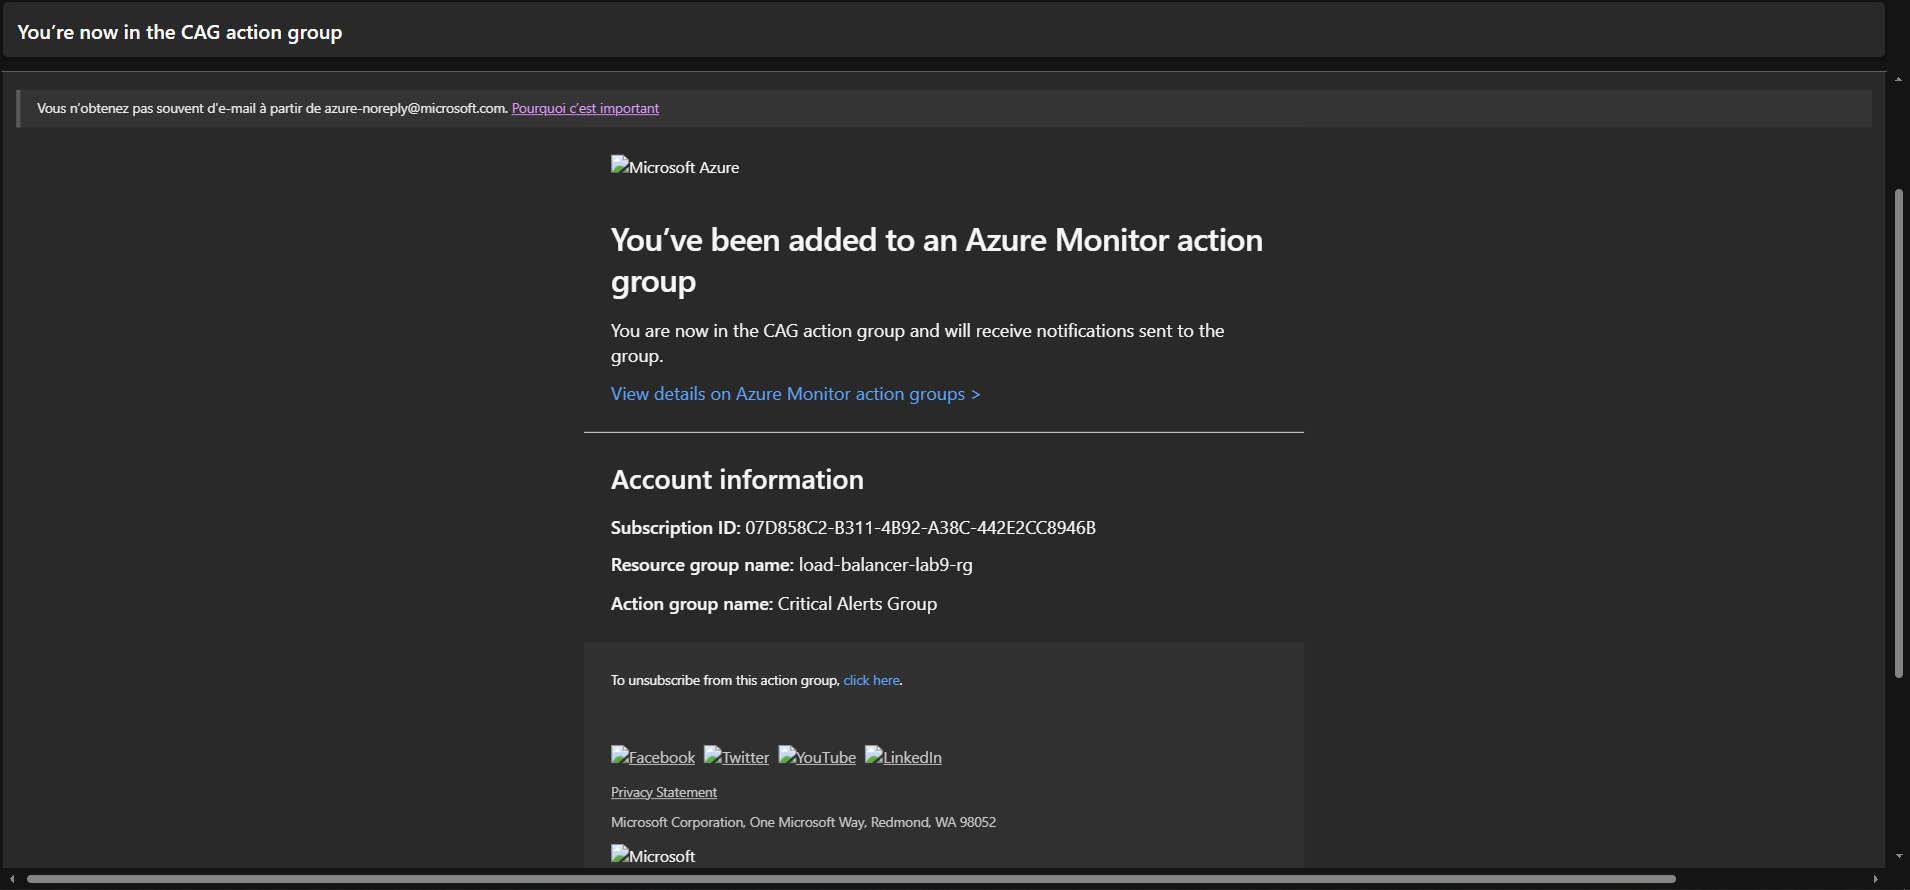 You’re now in the CAG action group
Vous n’obtenez pas souvent d’e-mail à partir de azure-noreply@microsoft.com. Pourquoi c’est important
Microsoft Azure
You’ve been added to an Azure Monitor action
group
You are now in the CAG action group and will receive notifications sent to the
group.
View details on Azure Monitor action groups >
Account information
Subscription ID: 07D858C2-B311-4B92-A38C-442E2CC8946B
Resource group name: load-balancer-lab9-rg
Action group name: Critical Alerts Group
To unsubscribe from this action group, click here.
Facebook Twitter YouTube LinkedIn
Privacy Statement
Microsoft Corporation, One Microsoft Way, Redmond, WA 98052
Microsoft